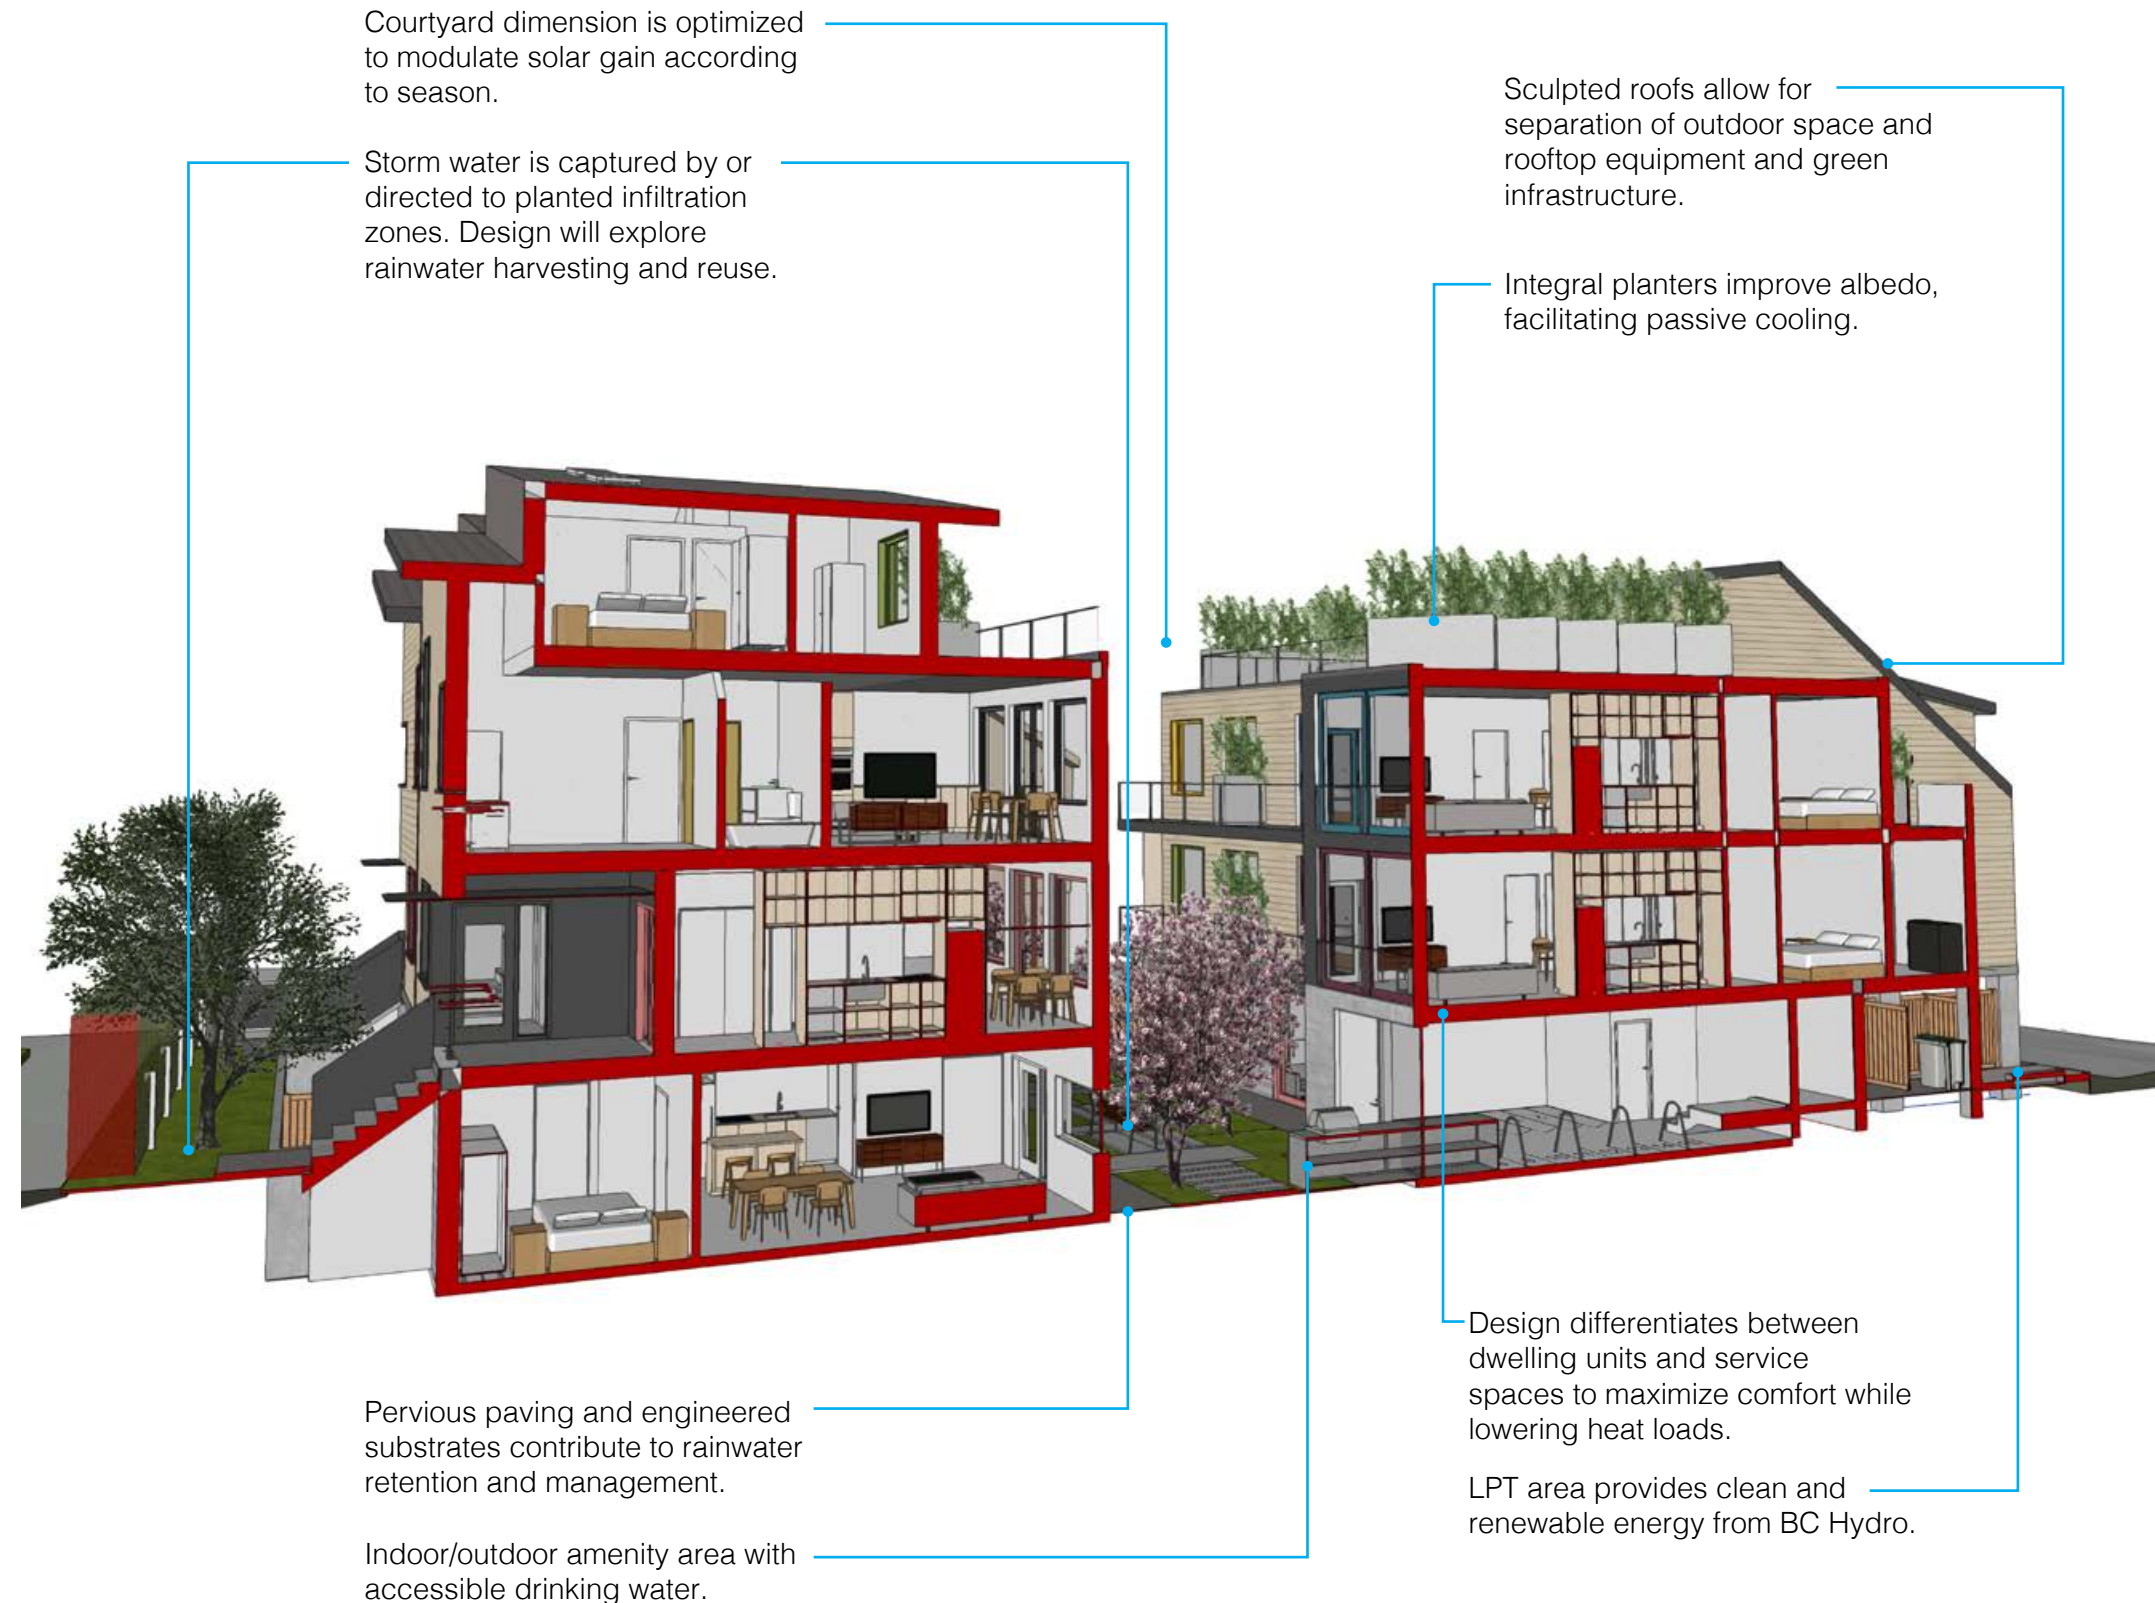 Courtyard dimension is optimized
to modulate solar gain according
to season.
Storm water is captured by or
directed to planted infiltration
zones. Design will explore
rainwater harvesting and reuse.
Sculpted roofs allow for
separation of outdoor space and
rooftop equipment and green
infrastructure.
Integral planters improve albedo,
facilitating passive cooling.
Pervious paving and engineered
substrates contribute to rainwater
retention and management.
Indoor/outdoor amenity area with
accessible drinking water.
Design differentiates between
dwelling units and service
spaces to maximize comfort while
lowering heat loads.
LPT area provides clean and
renewable energy from BC Hydro.